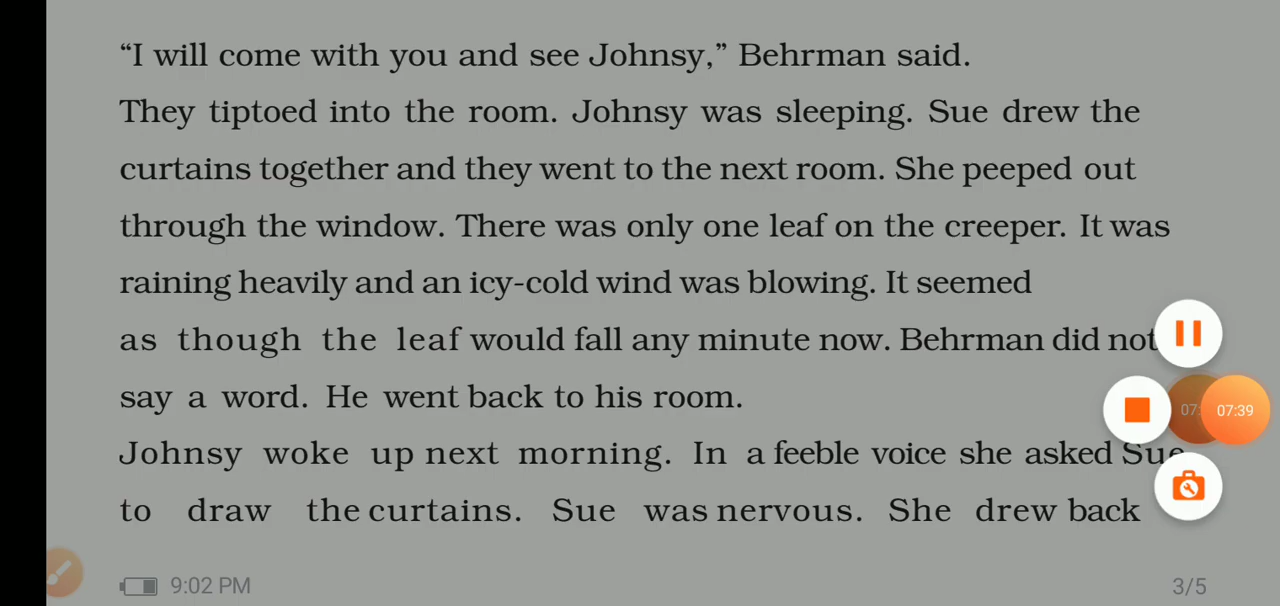 “I will come with you and see Johnsy,” Behrman said.
They tiptoed into the room. Johnsy was sleeping. Sue drew the
curtains together and they went to the next room. She peeped out
through the window. There was only one leaf on the creeper. It was
raining heavily and an icy-cold wind was blowing. It seemed
as though the leaf would fall any minute now. Behrman did not
say a word. He went back to his room.
07: 07:39
Johnsy woke up next morning. In a feeble voice she asked Sue
to draw the curtains. Sue was nervous. She drew back
9:02 PM 3/5